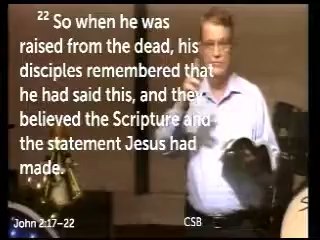 ²² So when he was
raised from the dead, his
disciples remembered that
he had said this, and they
believed the Scripture and
the statement Jesus had
made.
John 2:17–22
CSB